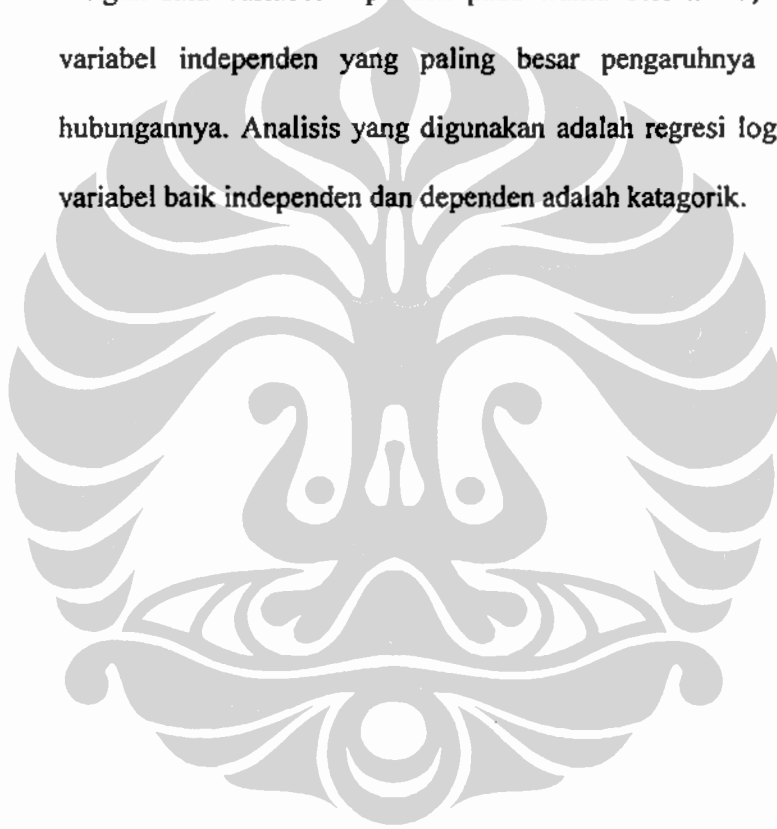 variabel independen yang paling besar pengaruhnya
hubungannya. Analisis yang digunakan adalah regresi log
variabel baik independen dan dependen adalah katagorik.